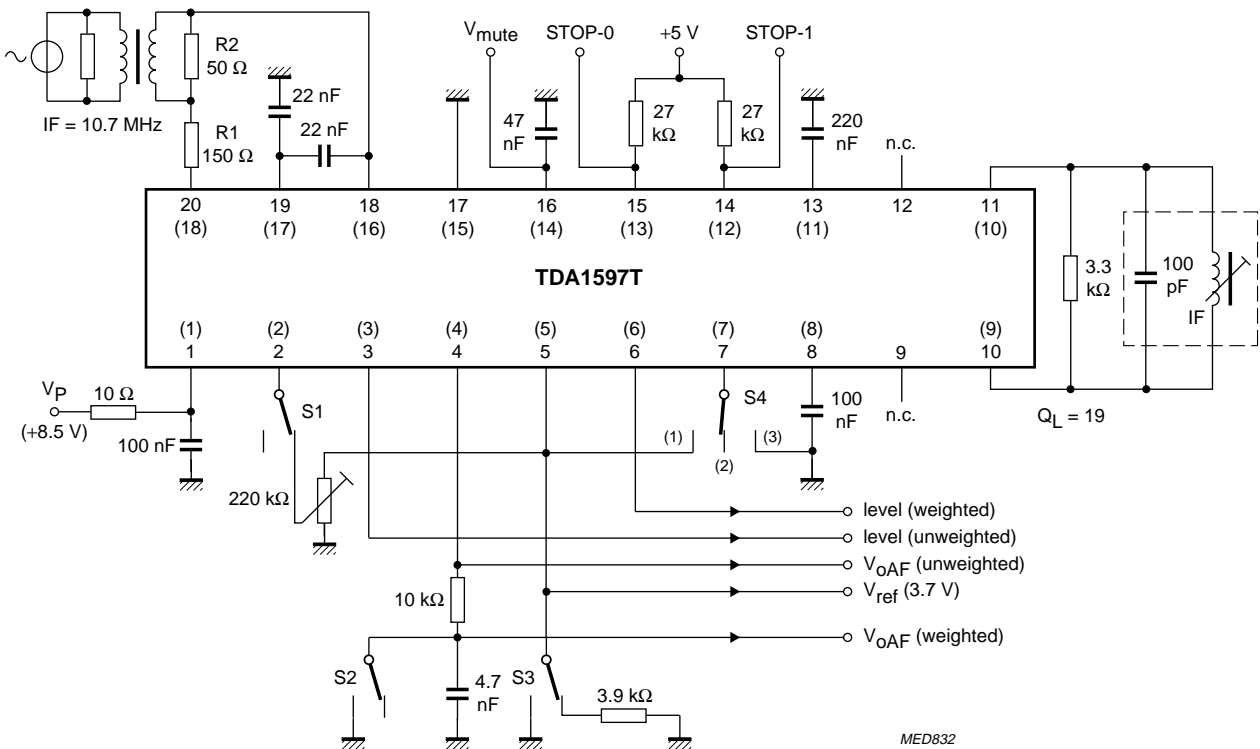 V mute
STOP-0
+5 V
STOP-1
R2
50 Ω
22 nF
22 nF
IF = 10.7 MHz
R1
150 Ω
47
nF
27
kΩ
27
kΩ
220
nF
n.c.
20 19 18 17 16 15 14 13 12 11
(18) (17) (16) (15) (14) (13) (12) (11) (10)
TDA1597T
3.3
kΩ
100
pF
IF
(1) (2) (3) (4) (5) (6) (7) (8) (9)
1 2 3 4 5 6 7 8 9 10
V P
10 Ω
(+8.5 V)
100 nF
S1
S4
100
nF
n.c.
Q L = 19
(1)
(2)
(3)
220 kΩ
level (weighted)
level (unweighted)
V oAF (unweighted)
10 kΩ
V ref (3.7 V)
V oAF (weighted)
S2
4.7
nF
S3
3.9 kΩ
MED832